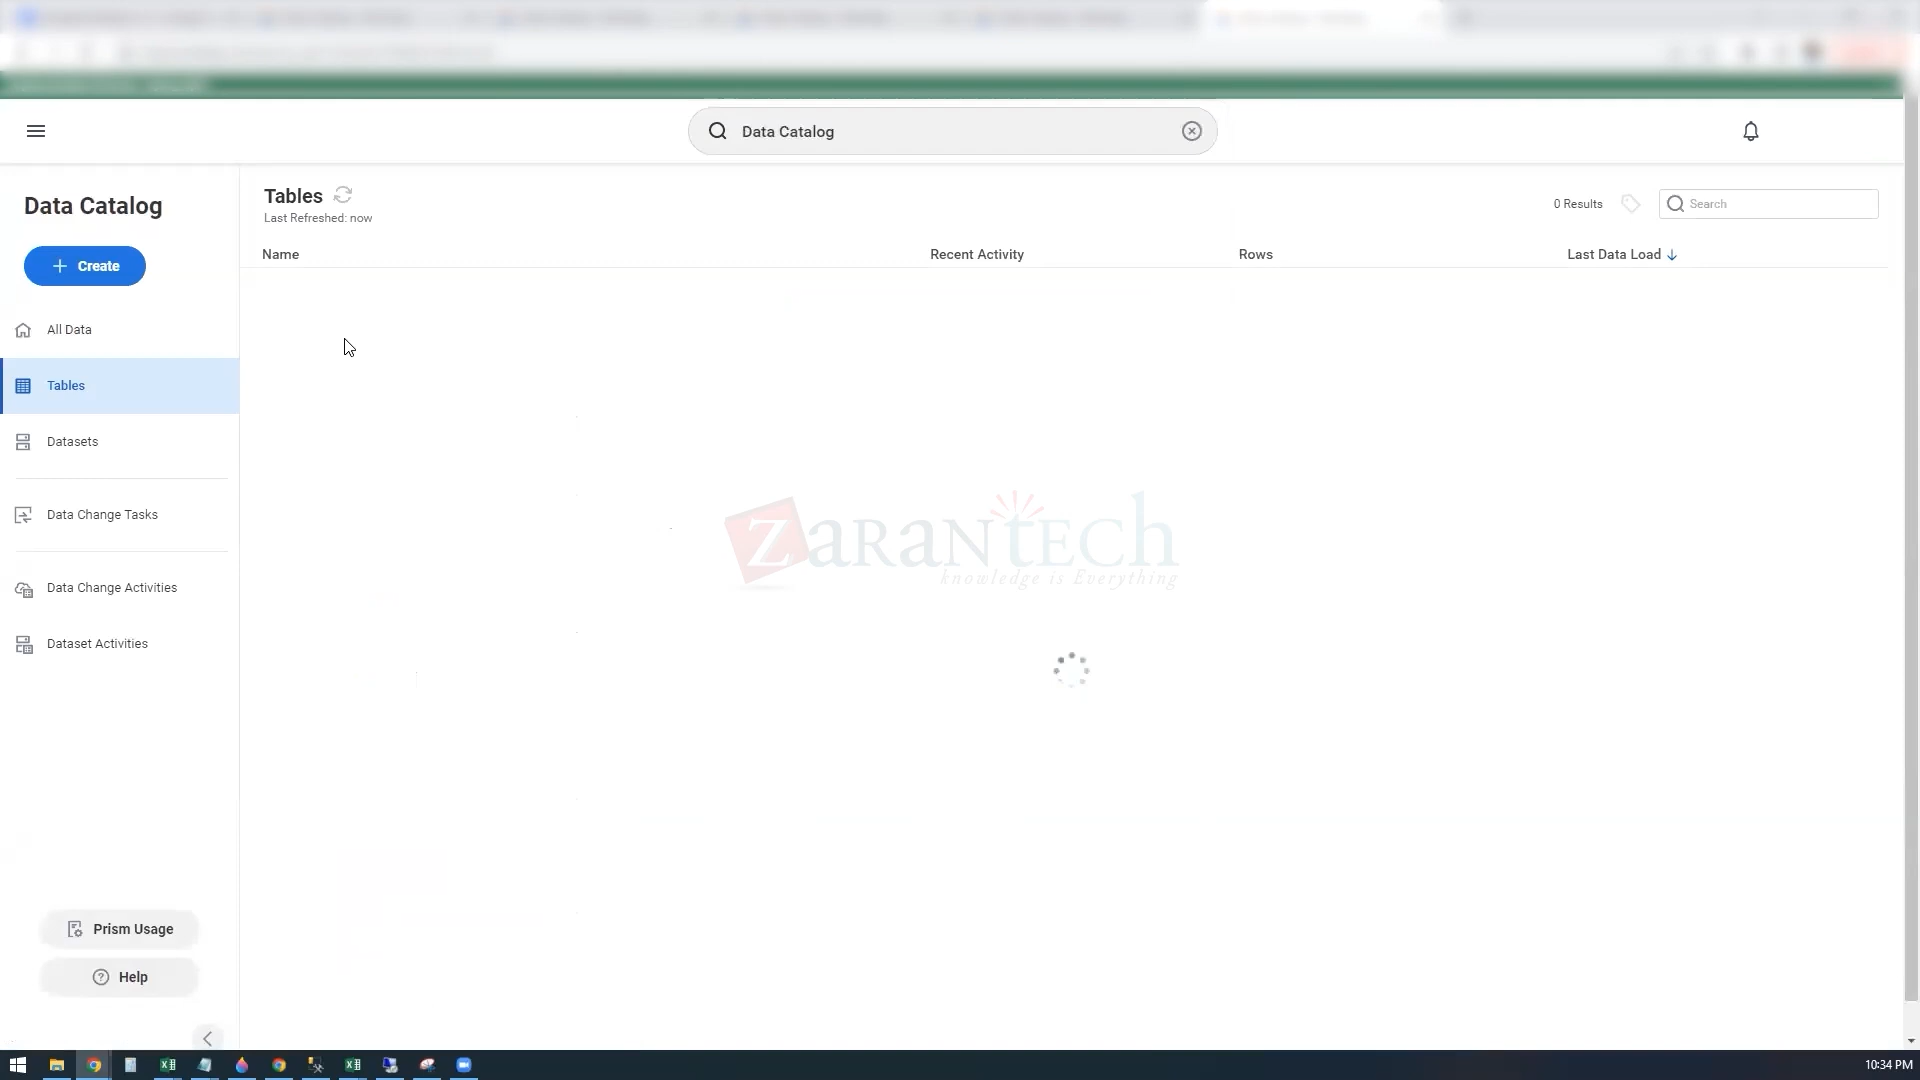 Data Catalog
Data Catalog
Create
All Data
Tables
Datasets
Data Change Tasks
Data Change Activities
Dataset Activities
Prism Usage
Help
Tables
Last Refreshed: now
0 Results
Search
Name
Recent Activity
Rows
Last Data Load
ZaranTech
knowledge is Everything
10:34 PM